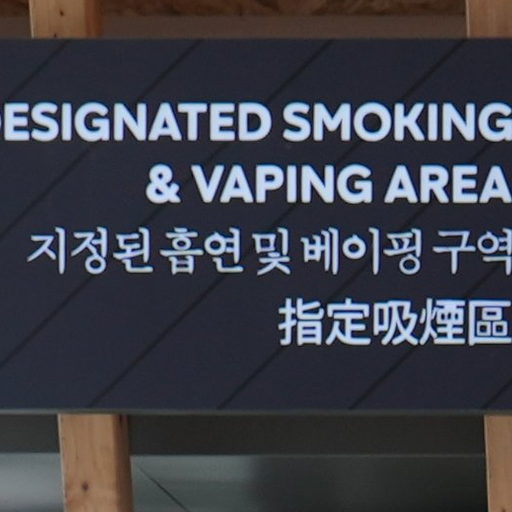 DESIGNATED SMOKING
& VAPING AREA
지정된 흡연 및 베이핑 구역
指定吸煙區